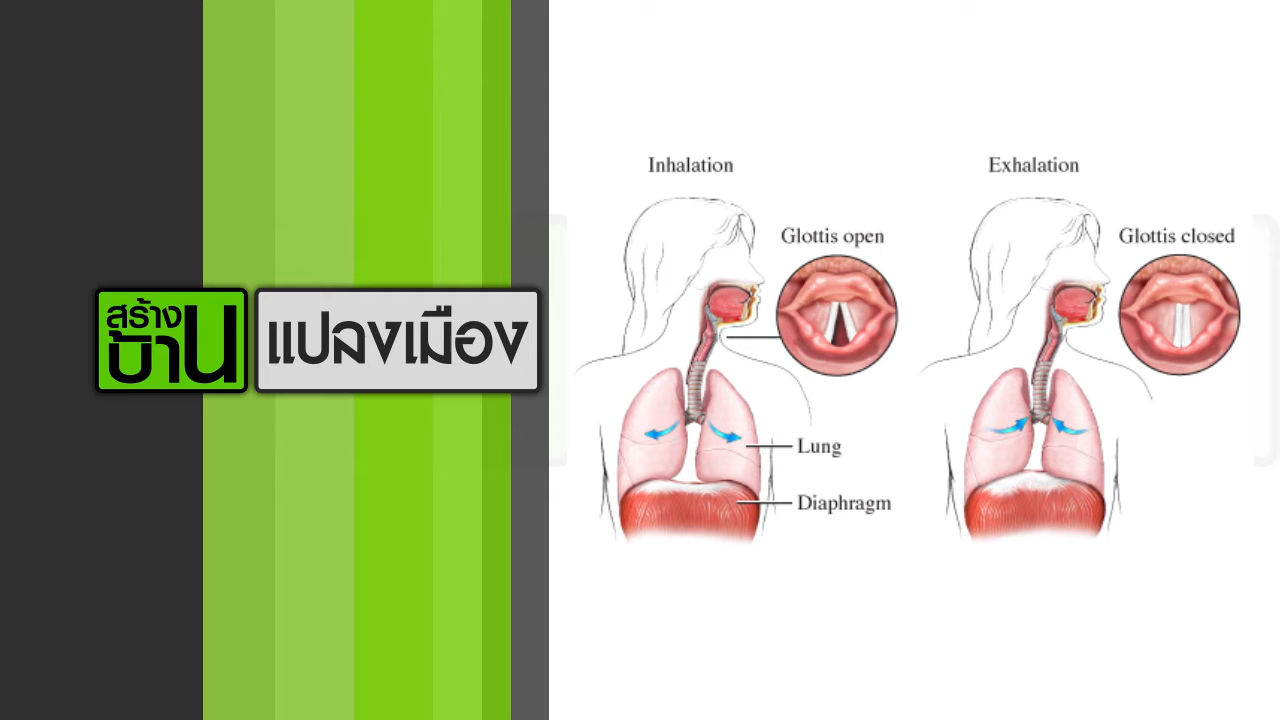 สร้าง
บ้าน
แปลงเมือง
Inhalation
Exhalation
Glottis open
Glottis closed
Lung
Diaphragm